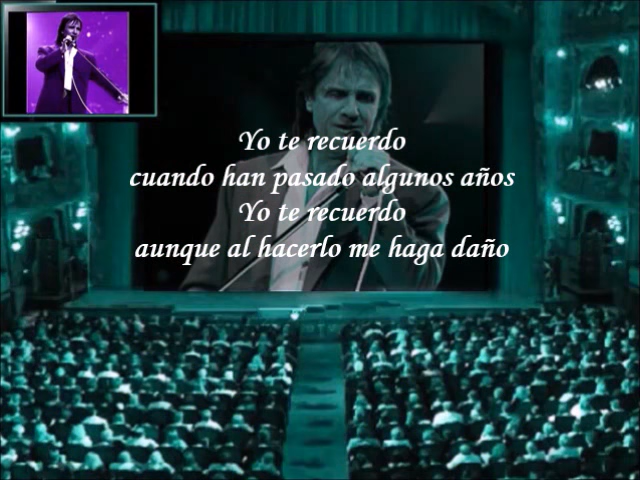 Yo te recuerdo
cuando han pasado algunos años
Yo te recuerdo
aunque al hacerlo me haga daño